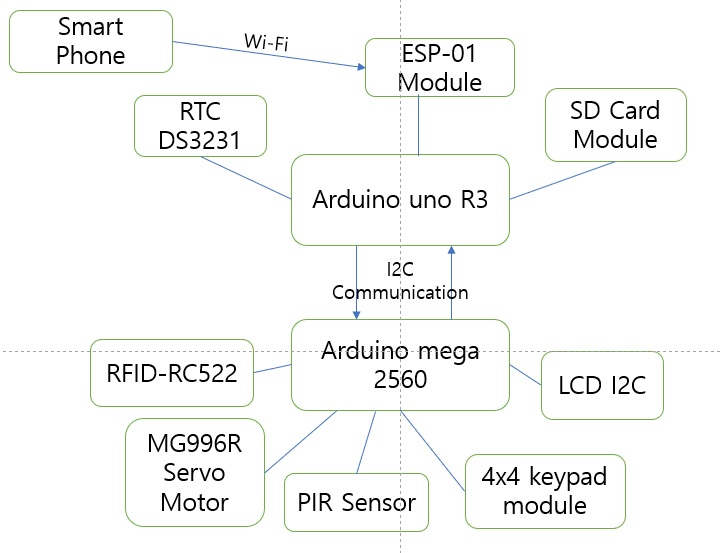 Smart
Phone
Wi-Fi
ESP-01
Module
RTC
DS3231
SD Card
Module
Arduino uno R3
I2C
Communication
Arduino mega
2560
RFID-RC522
LCD I2C
MG996R
Servo
Motor
PIR Sensor
4x4 keypad
module